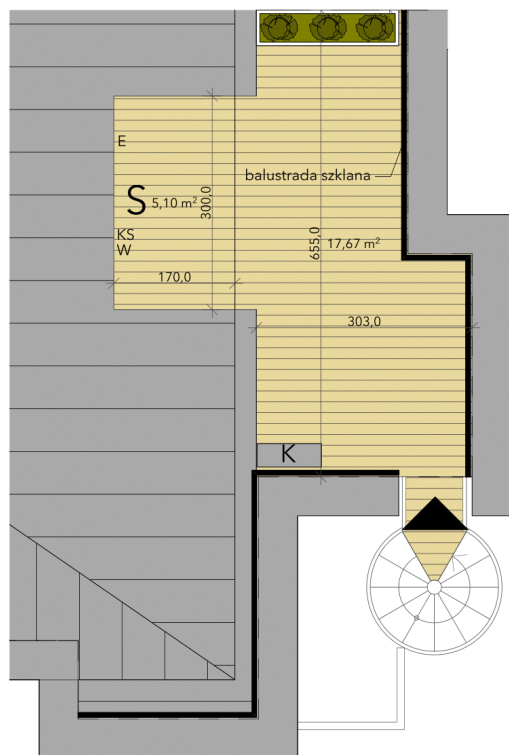 E
balustrada szklana
S 5,10 m²
300,0
KS
W
655,0
17,67 m²
170,0
303,0
K